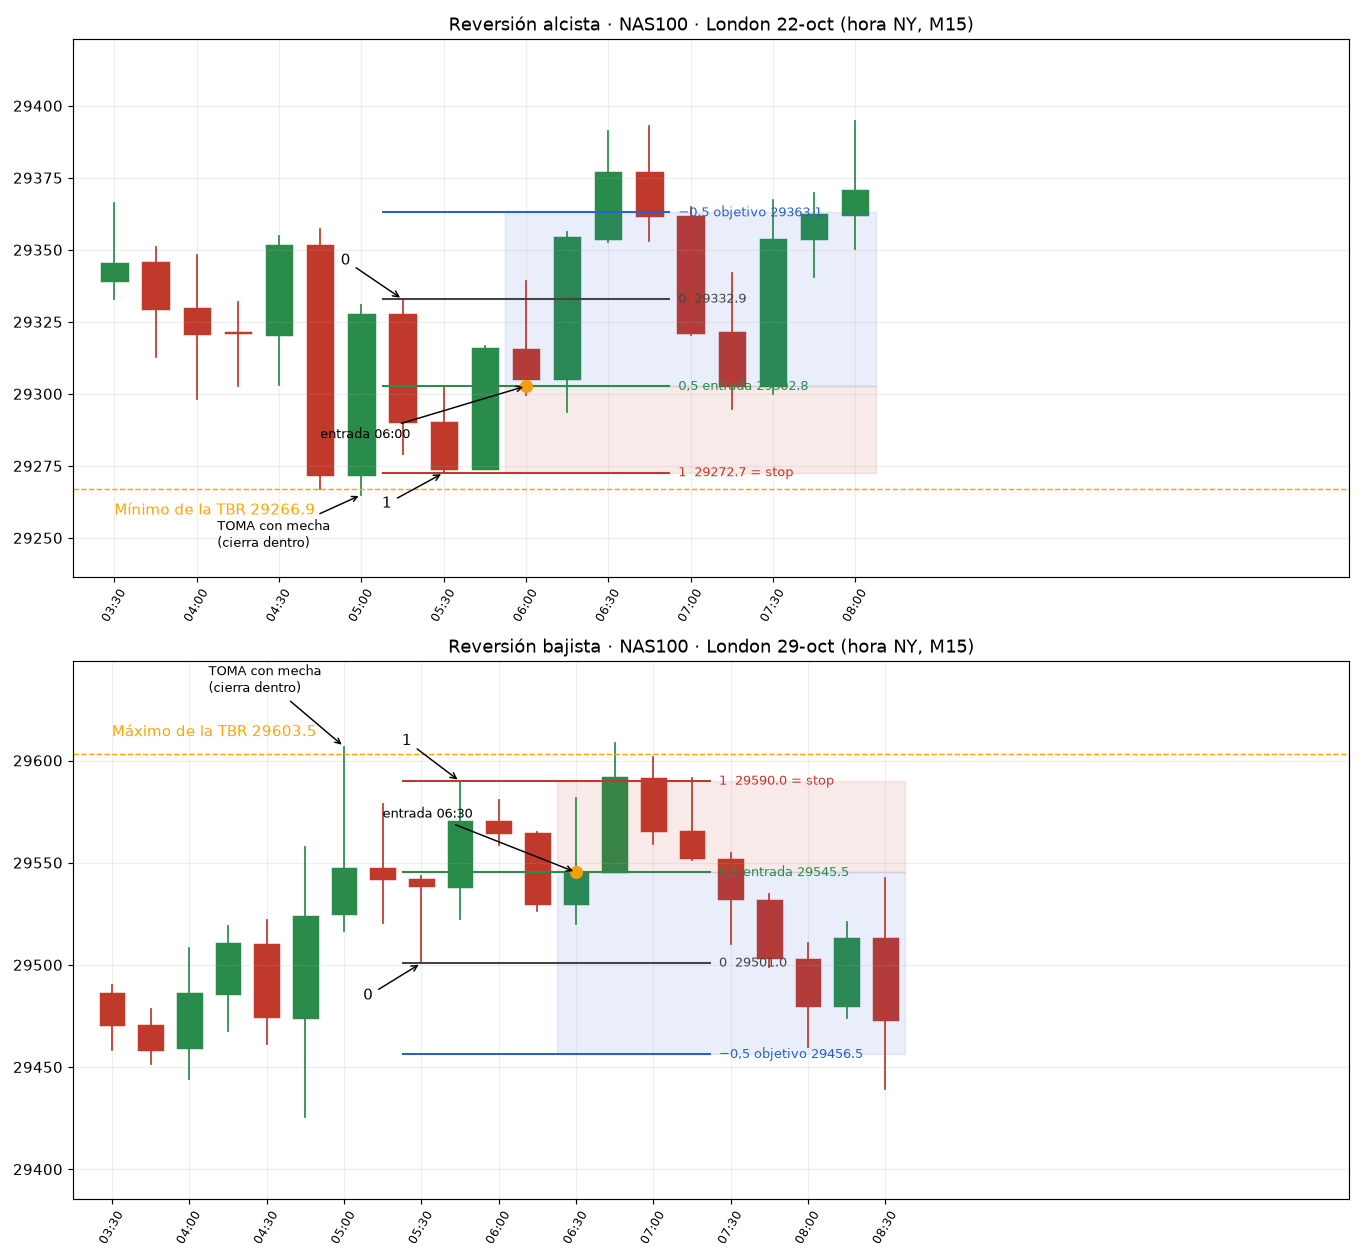 Reversión alcista · NAS100 · London 22-oct (hora NY, M15)
29400
29375
29350
29325
29300
29275
29250
0
−0,5 objetivo 29363.1
0  29332.9
0,5 entrada 29302.8
entrada 06:00
1  29272.7 = stop
1
Mínimo de la TBR 29266.9
TOMA con mecha
(cierra dentro)
03:30
04:00
04:30
05:00
05:30
06:00
06:30
07:00
07:30
08:00
Reversión bajista · NAS100 · London 29-oct (hora NY, M15)
TOMA con mecha
(cierra dentro)
Máximo de la TBR 29603.5
29600
29550
29500
29450
29400
1
1  29590.0 = stop
entrada 06:30
0,5 entrada 29545.5
0  29501.0
0
−0,5 objetivo 29456.5
03:30
04:00
04:30
05:00
05:30
06:00
06:30
07:00
07:30
08:00
08:30